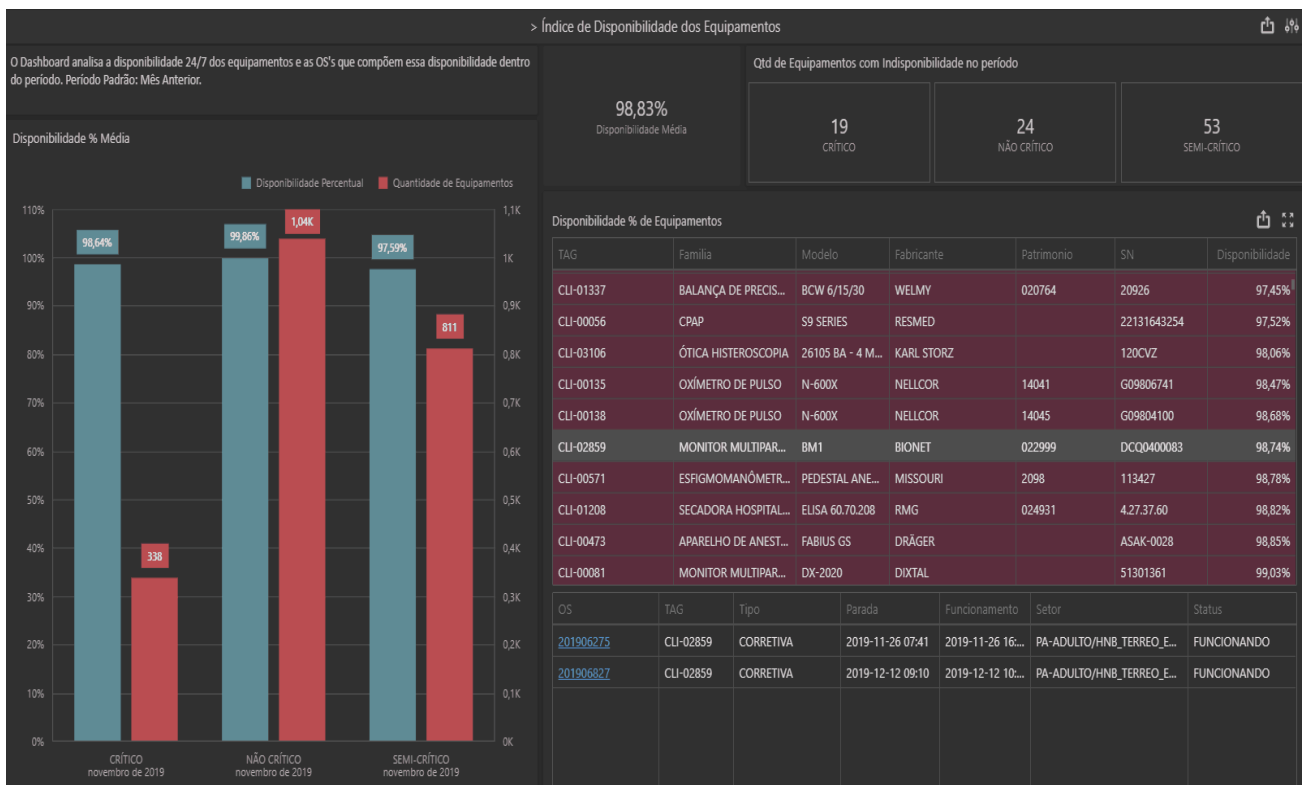 > Índice de Disponibilidade dos Equipamentos
O Dashboard analisa a disponibilidade 24/7 dos equipamentos e as OS's que compõem essa disponibilidade dentro
do período. Período Padrão: Mês Anterior.
98,83%
Disponibilidade Média
Qtd de Equipamentos com Indisponibilidade no período
19
CRÍTICO
24
NÃO CRÍTICO
53
SEMI-CRÍTICO
Disponibilidade % Média
Disponibilidade Percentual Quantidade de Equipamentos
110% 1,1K
100% 1K
90% 0,9K
80% 0,8K
70% 0,7K
60% 0,6K
50% 0,5K
40% 0,4K
30% 0,3K
20% 0,2K
10% 0,1K
0% 0K
98,64%
338
99,86%
1,04K
97,59%
811
CRÍTICO
novembro de 2019
NÃO CRÍTICO
novembro de 2019
SEMI-CRÍTICO
novembro de 2019
Disponibilidade % de Equipamentos
TAG Familia Modelo Fabricante Patrimonio SN Disponibilidade
CLI-01337 BALANÇA DE PRECIS... BCW 6/15/30 WELMY 020764 20926 97,45%
CLI-00056 CPAP S9 SERIES RESMED 22131643254 97,52%
CLI-03106 ÓTICA HISTEROSCOPIA 26105 BA - 4 M... KARL STORZ 120CVZ 98,06%
CLI-00135 OXÍMETRO DE PULSO N-600X NELLCOR 14041 G09806741 98,47%
CLI-00138 OXÍMETRO DE PULSO N-600X NELLCOR 14045 G09804100 98,68%
CLI-02859 MONITOR MULTIPAR... BM1 BIONET 022999 DCQ0400083 98,74%
CLI-00571 ESFIGMOMANÔMETR... PEDESTAL ANE... MISSOURI 2098 113427 98,78%
CLI-01208 SECADORA HOSPITAL... ELISA 60.70.208 RMG 024931 4.27.37.60 98,82%
CLI-00473 APARELHO DE ANEST... FABIUS GS DRÄGER ASAK-0028 98,85%
CLI-00081 MONITOR MULTIPAR... DX-2020 DIXTAL 51301361 99,03%
OS TAG Tipo Parada Funcionamento Setor Status
201906275 CLI-02859 CORRETIVA 2019-11-26 07:41 2019-11-26 16:... PA-ADULTO/HNB_TERREO_E... FUNCIONANDO
201906827 CLI-02859 CORRETIVA 2019-12-12 09:10 2019-12-12 10:... PA-ADULTO/HNB_TERREO_E... FUNCIONANDO